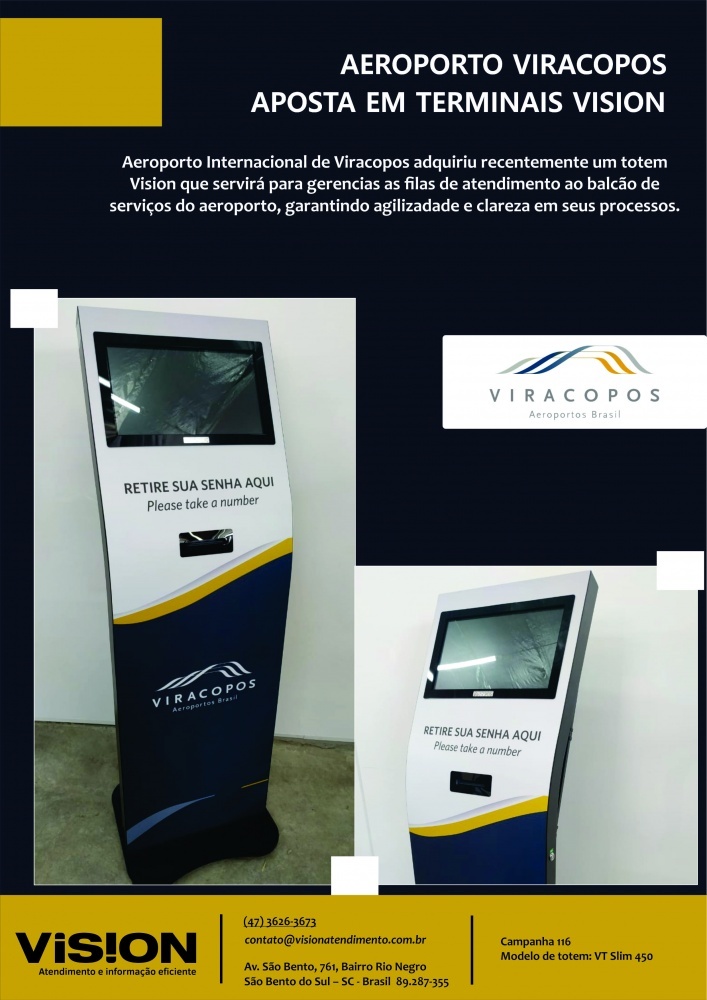 AEROPORTO VIRACOPOS
APOSTA EM TERMINAIS VISION
Aeroporto Internacional de Viracopos adquiriu recentemente um totem
Vision que servirá para gerencias as filas de atendimento ao balcão de
serviços do aeroporto, garantindo agilizadade e clareza em seus processos.
VIRACOPOS
Aeroportos Brasil
RETIRE SUA SENHA AQUI
Please take a number
VIRACOPOS
Aeroportos Brasil
RETIRE SUA SENHA AQUI
Please take a number
ViS!ON
Atendimento e informação eficiente
(47) 3626-3673
contato@visionatendimento.com.br
Av. São Bento, 761, Bairro Rio Negro
São Bento do Sul – SC - Brasil 89.287-355
Campanha 116
Modelo de totem: VT Slim 450